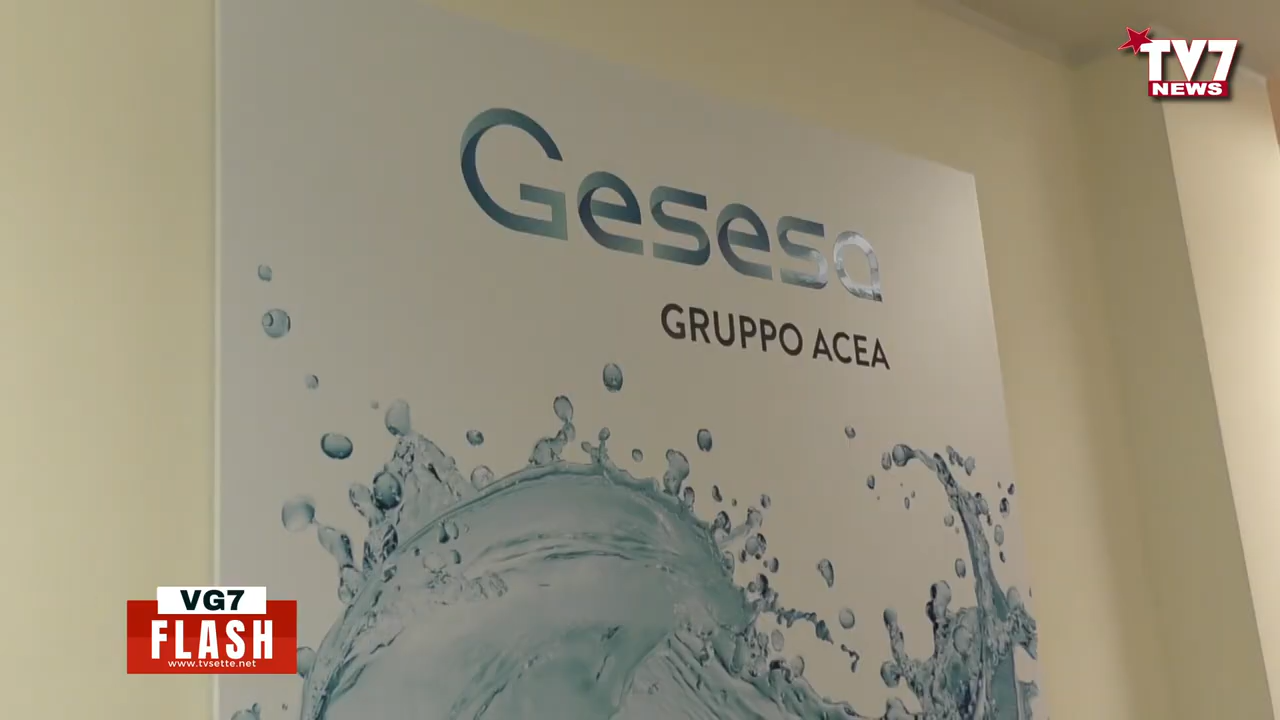 TV7
NEWS
Gesesa
GRUPPO ACEA
VG7
FLASH
www.tvsette.net